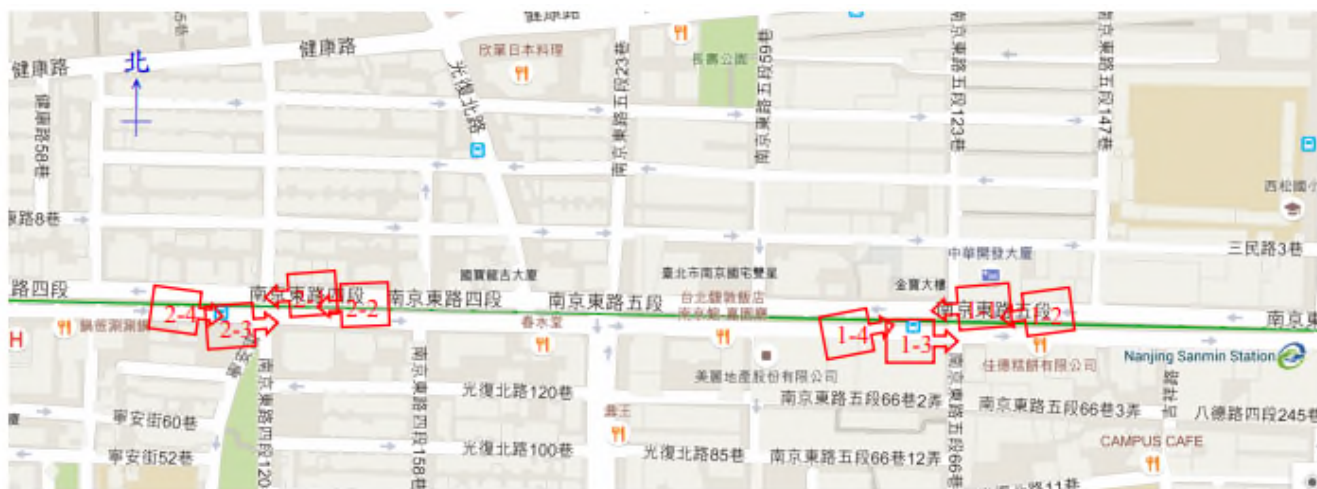 健康路
健康路
健康路
北
欣葉日本料理
長壽公園
健康路58巷
光復北路
南京東路五段23巷
南京東路五段59巷
南京東路五段123巷
南京東路五段147巷
西松國小
康路8巷
三民路3巷
中華開發大廈
國寶龍吉大廈
臺北市南京國宅雙星
金寶大樓
路四段
南京東路四段
南京東路四段
南京東路五段
南京東路五段
南京東
台北馥敦飯店
2-4
2-3
2-2
1-4
1-3
春水堂
佳德糕餅有限公司
Nanjing Sanmin Station
美麗地產股份有限公司
南京東路四段120
南京東路四段158巷
南京東路五段66巷
光復北路120巷
南京東路五段66巷2弄
南京東路五段66巷3弄
吉祥路
八德路四段245巷
寧安街60巷
寧安街52巷
光復北路100巷
光復北路85巷
南京東路五段66巷12弄
CAMPUS CAFE
H